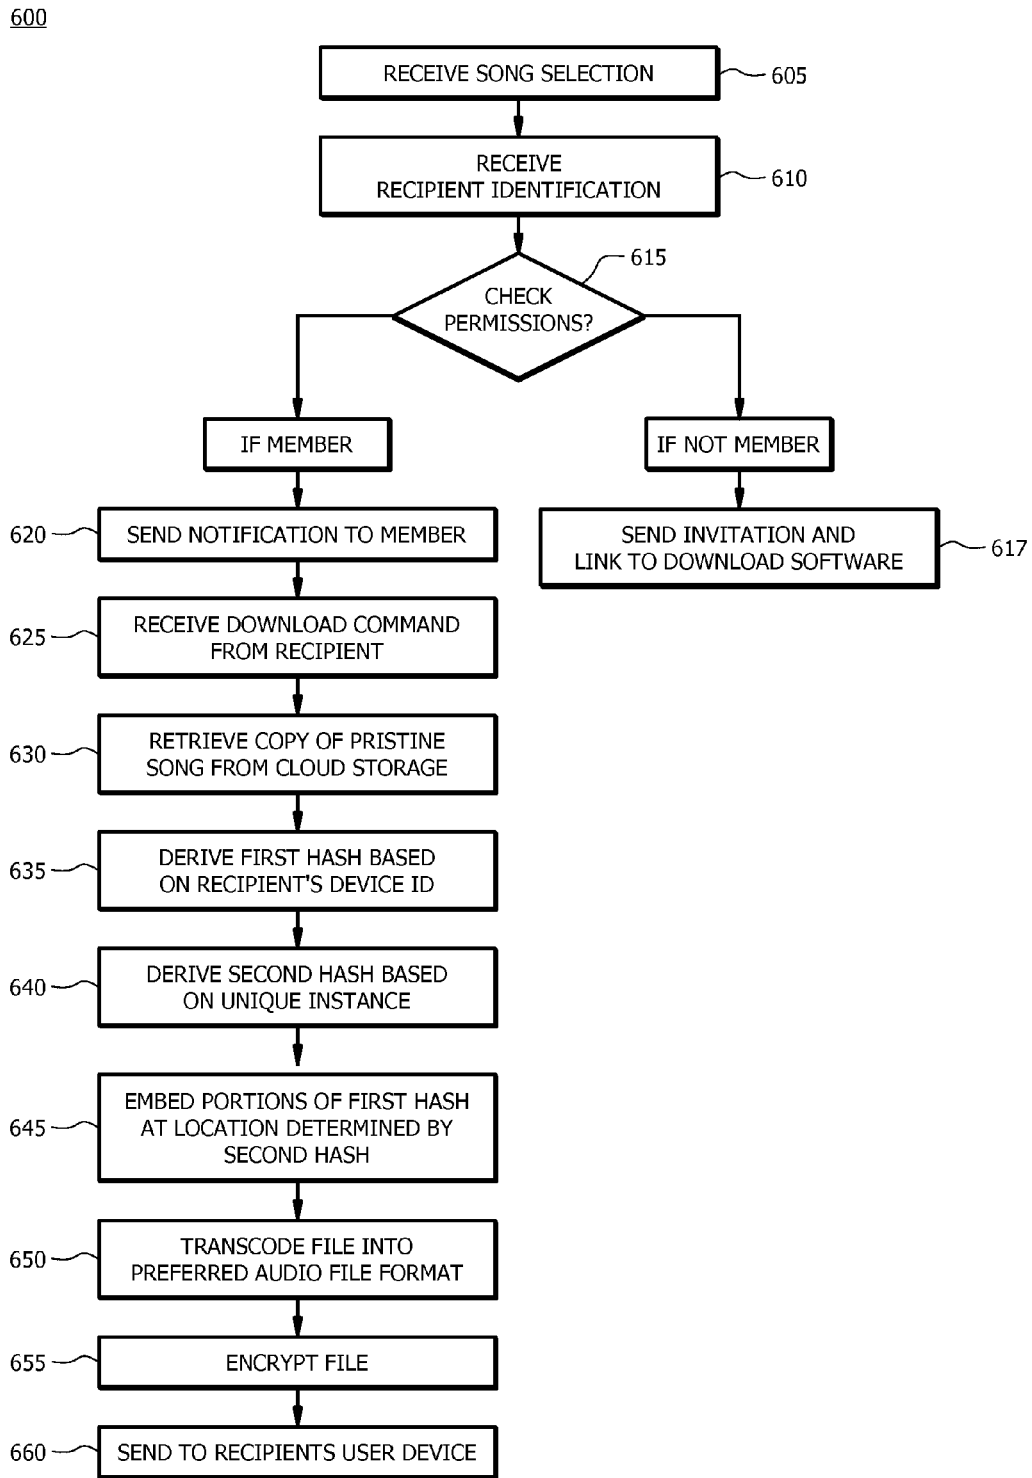 600
RECEIVE SONG SELECTION
605
RECEIVE
RECIPIENT IDENTIFICATION
610
CHECK
PERMISSIONS?
615
IF MEMBER
IF NOT MEMBER
620
SEND NOTIFICATION TO MEMBER
SEND INVITATION AND
LINK TO DOWNLOAD SOFTWARE
617
625
RECEIVE DOWNLOAD COMMAND
FROM RECIPIENT
630
RETRIEVE COPY OF PRISTINE
SONG FROM CLOUD STORAGE
635
DERIVE FIRST HASH BASED
ON RECIPIENT'S DEVICE ID
640
DERIVE SECOND HASH BASED
ON UNIQUE INSTANCE
645
EMBED PORTIONS OF FIRST HASH
AT LOCATION DETERMINED BY
SECOND HASH
650
TRANSCODE FILE INTO
PREFERRED AUDIO FILE FORMAT
655
ENCRYPT FILE
660
SEND TO RECIPIENTS USER DEVICE